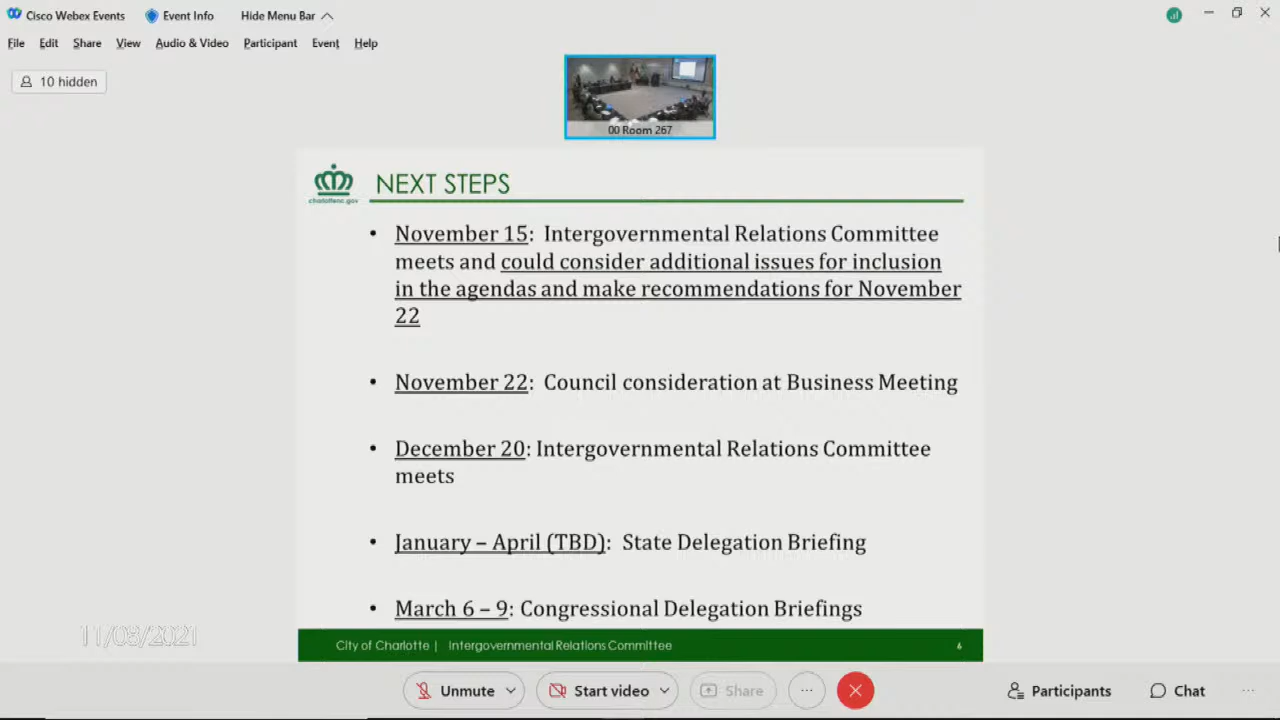 Cisco Webex Events
Event Info
Hide Menu Bar
File Edit Share View Audio & Video Participant Event Help
10 hidden
00 Room 267
charlottenc.gov
NEXT STEPS
• November 15: Intergovernmental Relations Committee
meets and could consider additional issues for inclusion
in the agendas and make recommendations for November
22
• November 22: Council consideration at Business Meeting
• December 20: Intergovernmental Relations Committee
meets
• January – April (TBD): State Delegation Briefing
• March 6 – 9: Congressional Delegation Briefings
11/08/2021
City of Charlotte | Intergovernmental Relations Committee 6
Unmute
Start video
Share
Participants
Chat